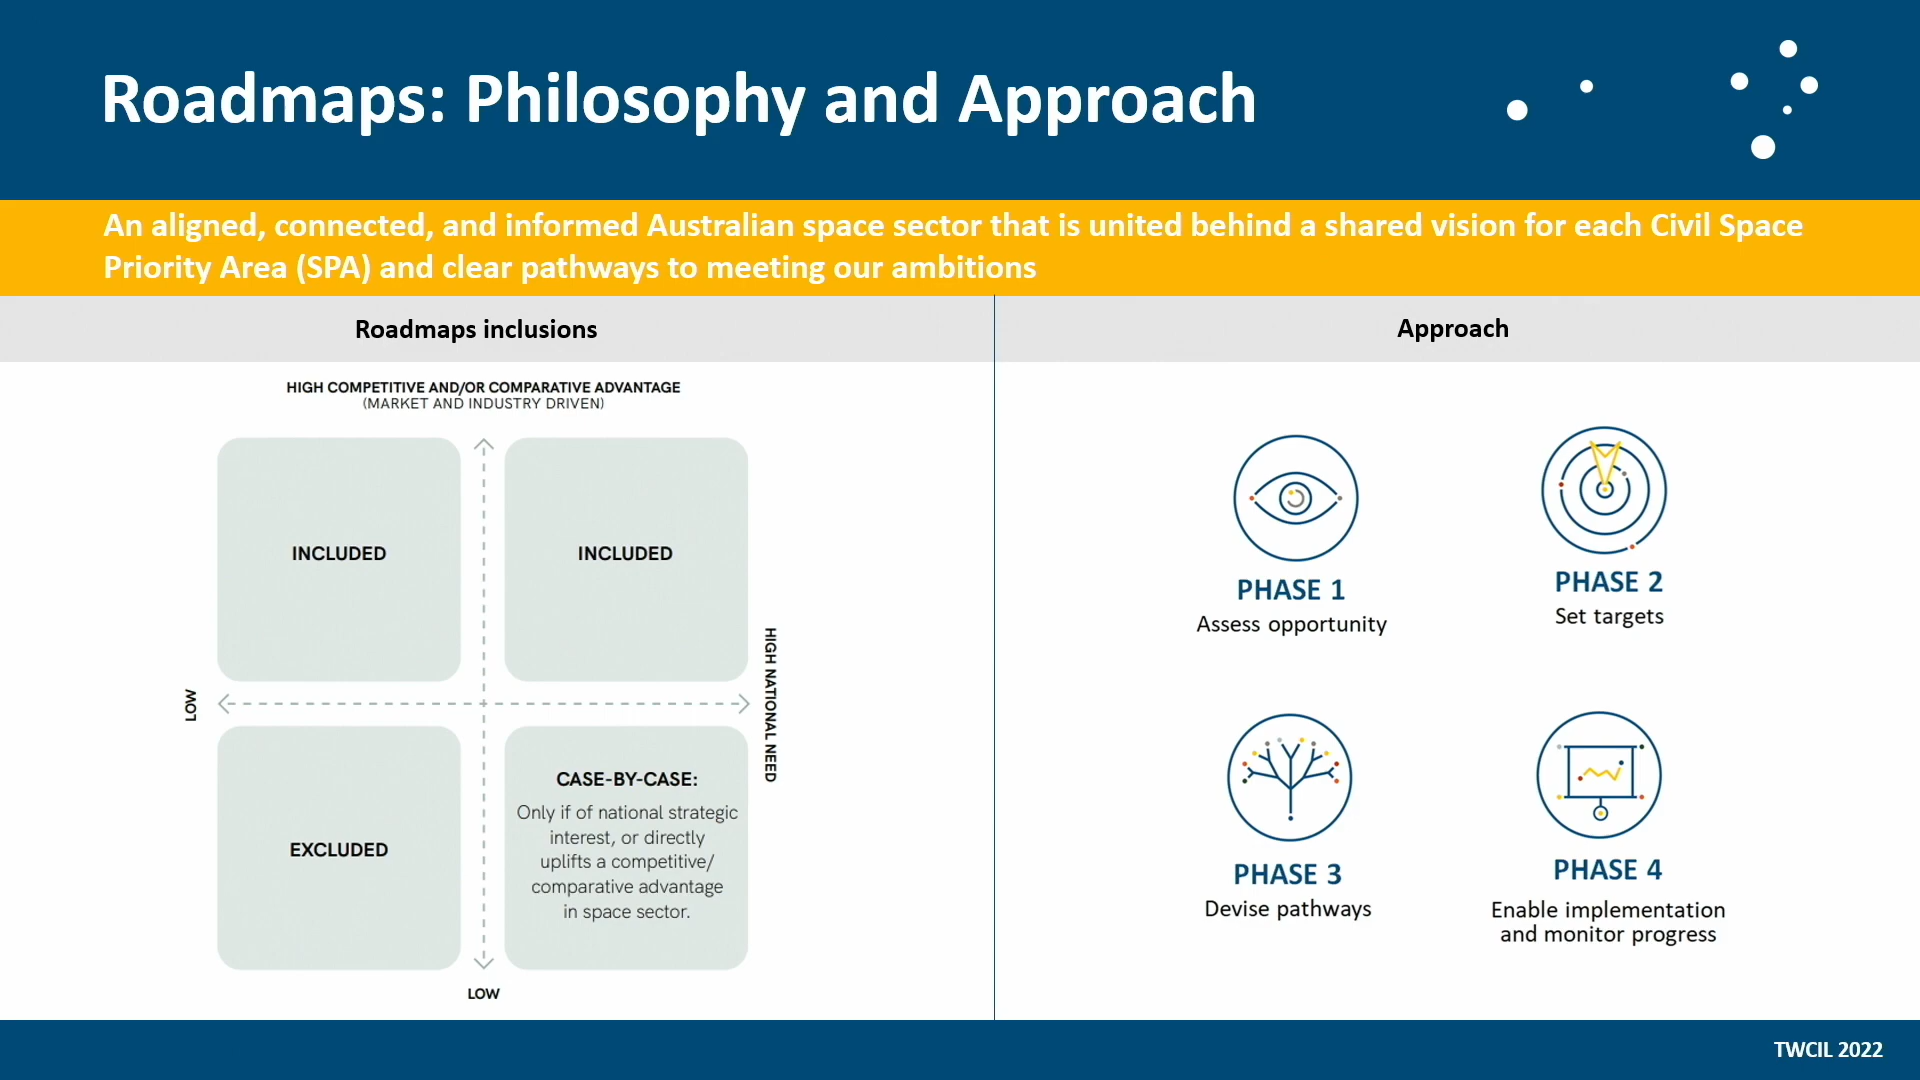 Roadmaps: Philosophy and Approach
An aligned, connected, and informed Australian space sector that is united behind a shared vision for each Civil Space
Priority Area (SPA) and clear pathways to meeting our ambitions
Roadmaps inclusions
HIGH COMPETITIVE AND/OR COMPARATIVE ADVANTAGE
(MARKET AND INDUSTRY DRIVEN)
INCLUDED
INCLUDED
LOW
HIGH NATIONAL NEED
EXCLUDED
CASE-BY-CASE:
Only if of national strategic
interest, or directly
uplifts a competitive/
comparative advantage
in space sector.
LOW
Approach
PHASE 1
Assess opportunity
PHASE 2
Set targets
PHASE 3
Devise pathways
PHASE 4
Enable implementation
and monitor progress
TWCIL 2022